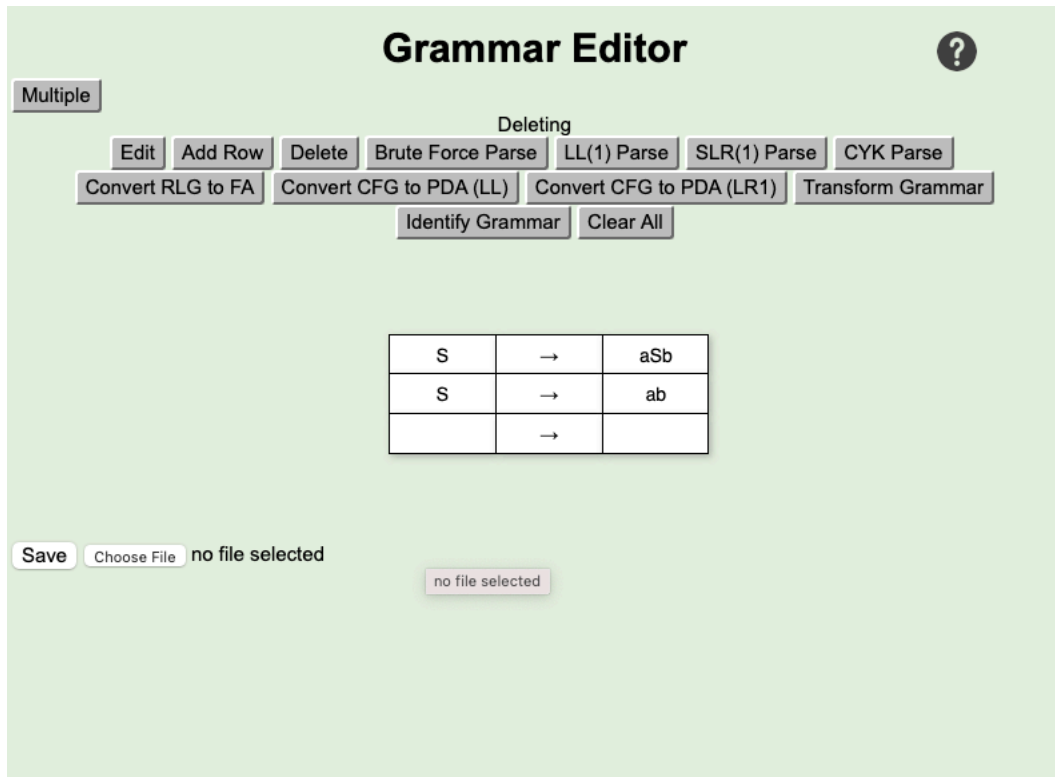 Grammar Editor
?
Multiple
Deleting
Edit Add Row Delete Brute Force Parse LL(1) Parse SLR(1) Parse CYK Parse
Convert RLG to FA Convert CFG to PDA (LL) Convert CFG to PDA (LR1) Transform Grammar
Identify Grammar Clear All
S → aSb
S → ab
→
Save Choose File no file selected
no file selected